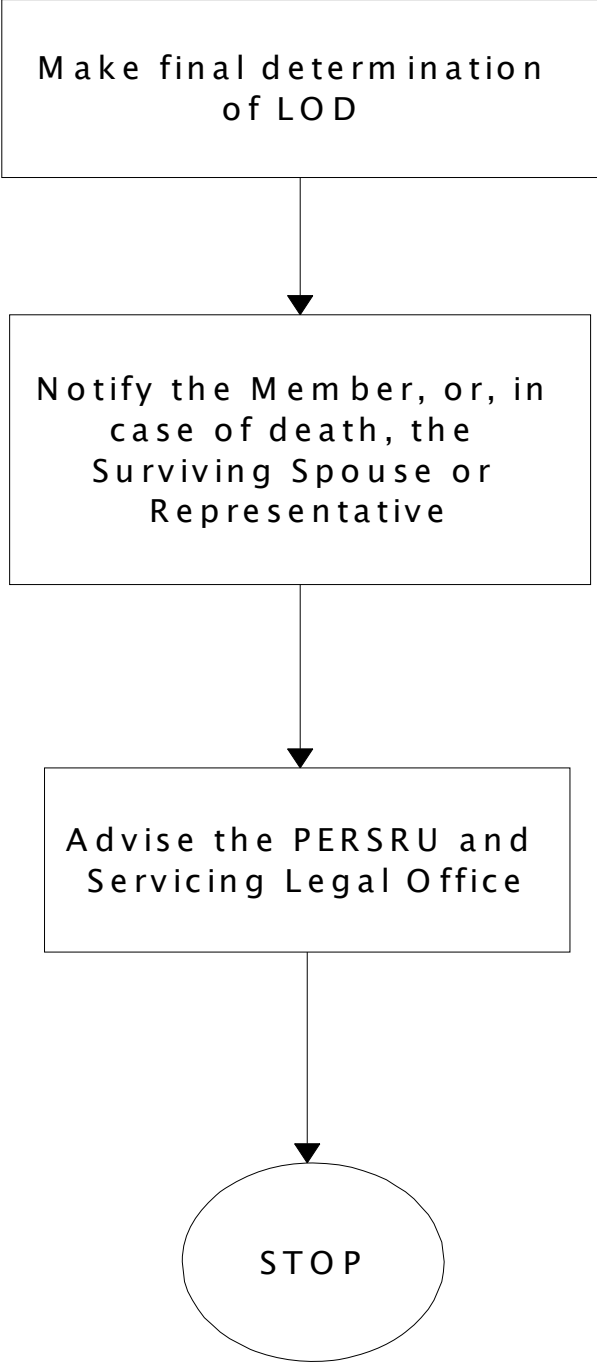 Make final determination
of LOD
Notify the Member, or, in
case of death, the
Surviving Spouse or
Representative
Advise the PERSRU and
Servicing Legal Office
STOP